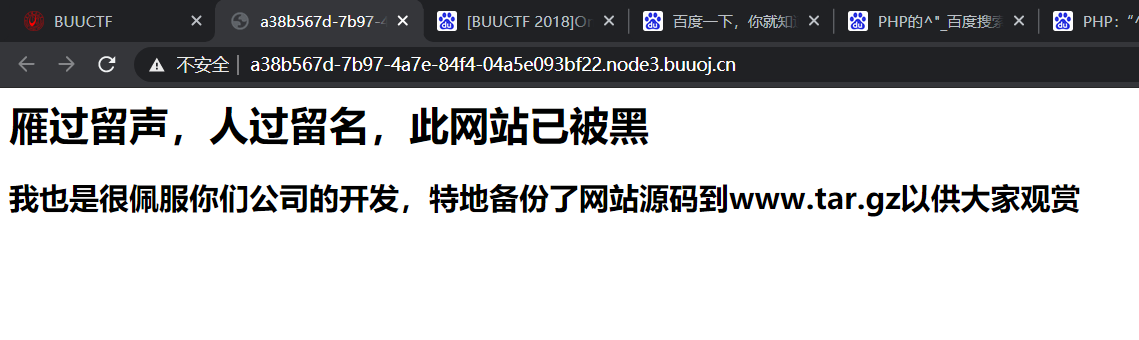 BUUCTF
a38b567d-7b97-4
[BUUCTF 2018]On
百度一下，你就知道
PHP的^"_百度搜索
PHP："^
不安全 | a38b567d-7b97-4a7e-84f4-04a5e093bf22.node3.buuoj.cn
雁过留声，人过留名，此网站已被黑
我也是很佩服你们公司的开发，特地备份了网站源码到www.tar.gz以供大家观赏